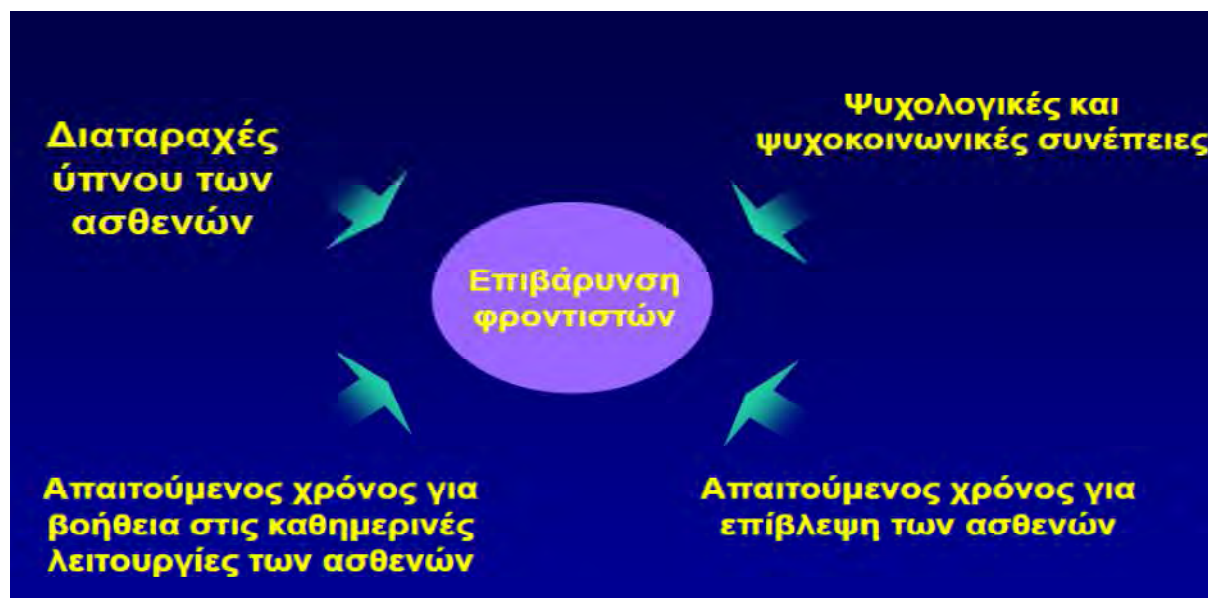 Διαταραχές
ύπνου των
ασθενών
Ψυχολογικές και
ψυχοκοινωνικές συνέπειες
Επιβάρυνση
φροντιστών
Απαιτούμενος χρόνος για
βοήθεια στις καθημερινές
λειτουργίες των ασθενών
Απαιτούμενος χρόνος για
επίβλεψη των ασθενών